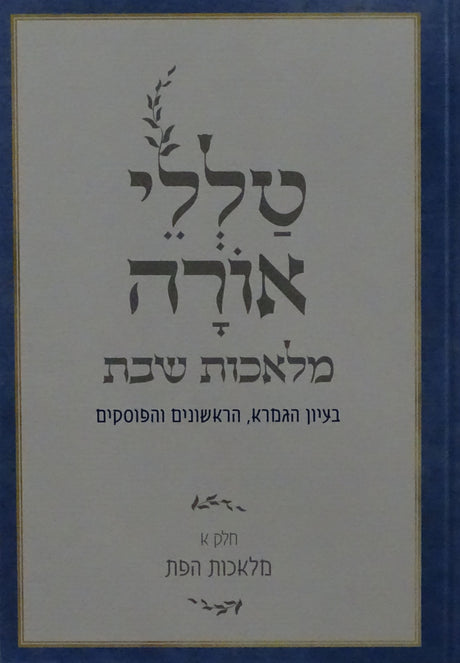 טַלְלֵי
אוֹרָה
מלאכות שבת
בעיון הגמרא, הראשונים והפוסקים
חלק א
מלאכות הפת